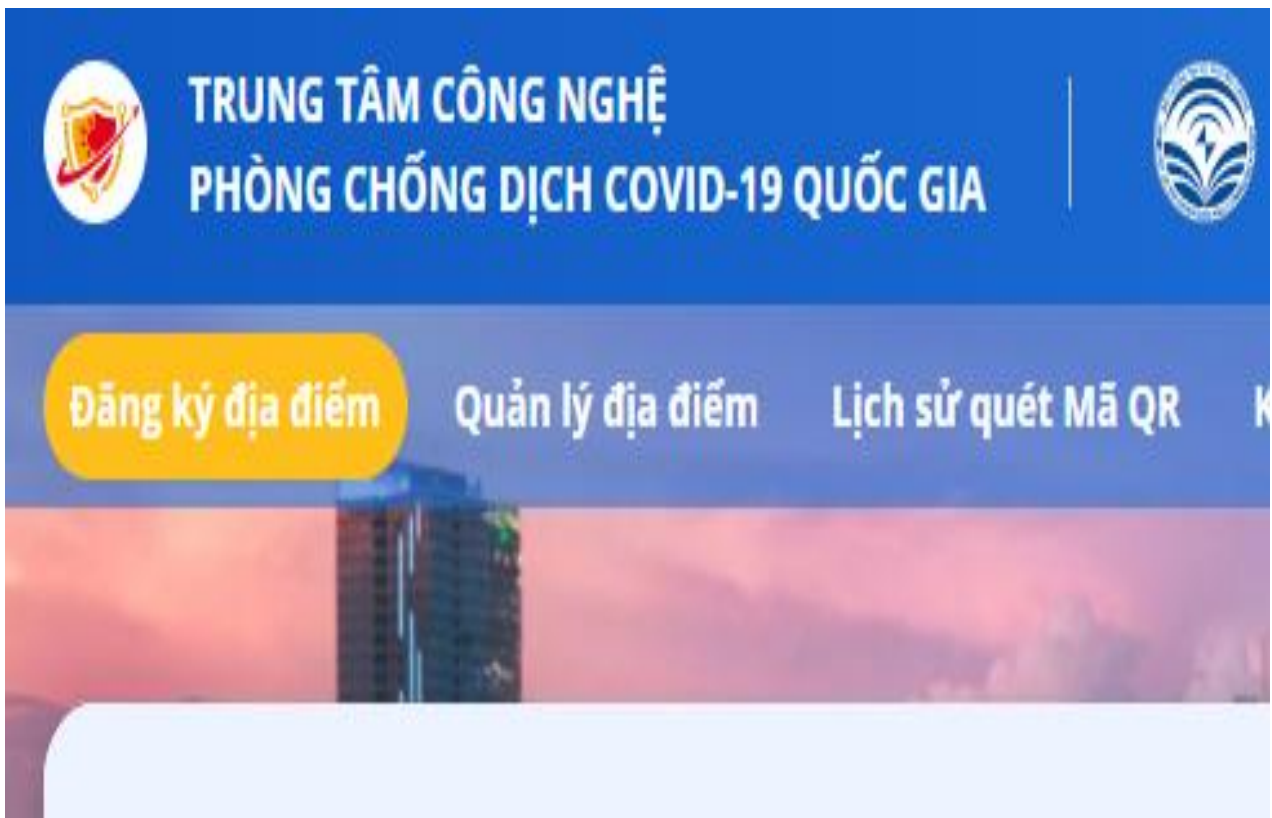 TRUNG TÂM CÔNG NGHỆ
PHÒNG CHỐNG DỊCH COVID-19 QUỐC GIA
Đăng ký địa điểm Quản lý địa điểm Lịch sử quét Mã QR K